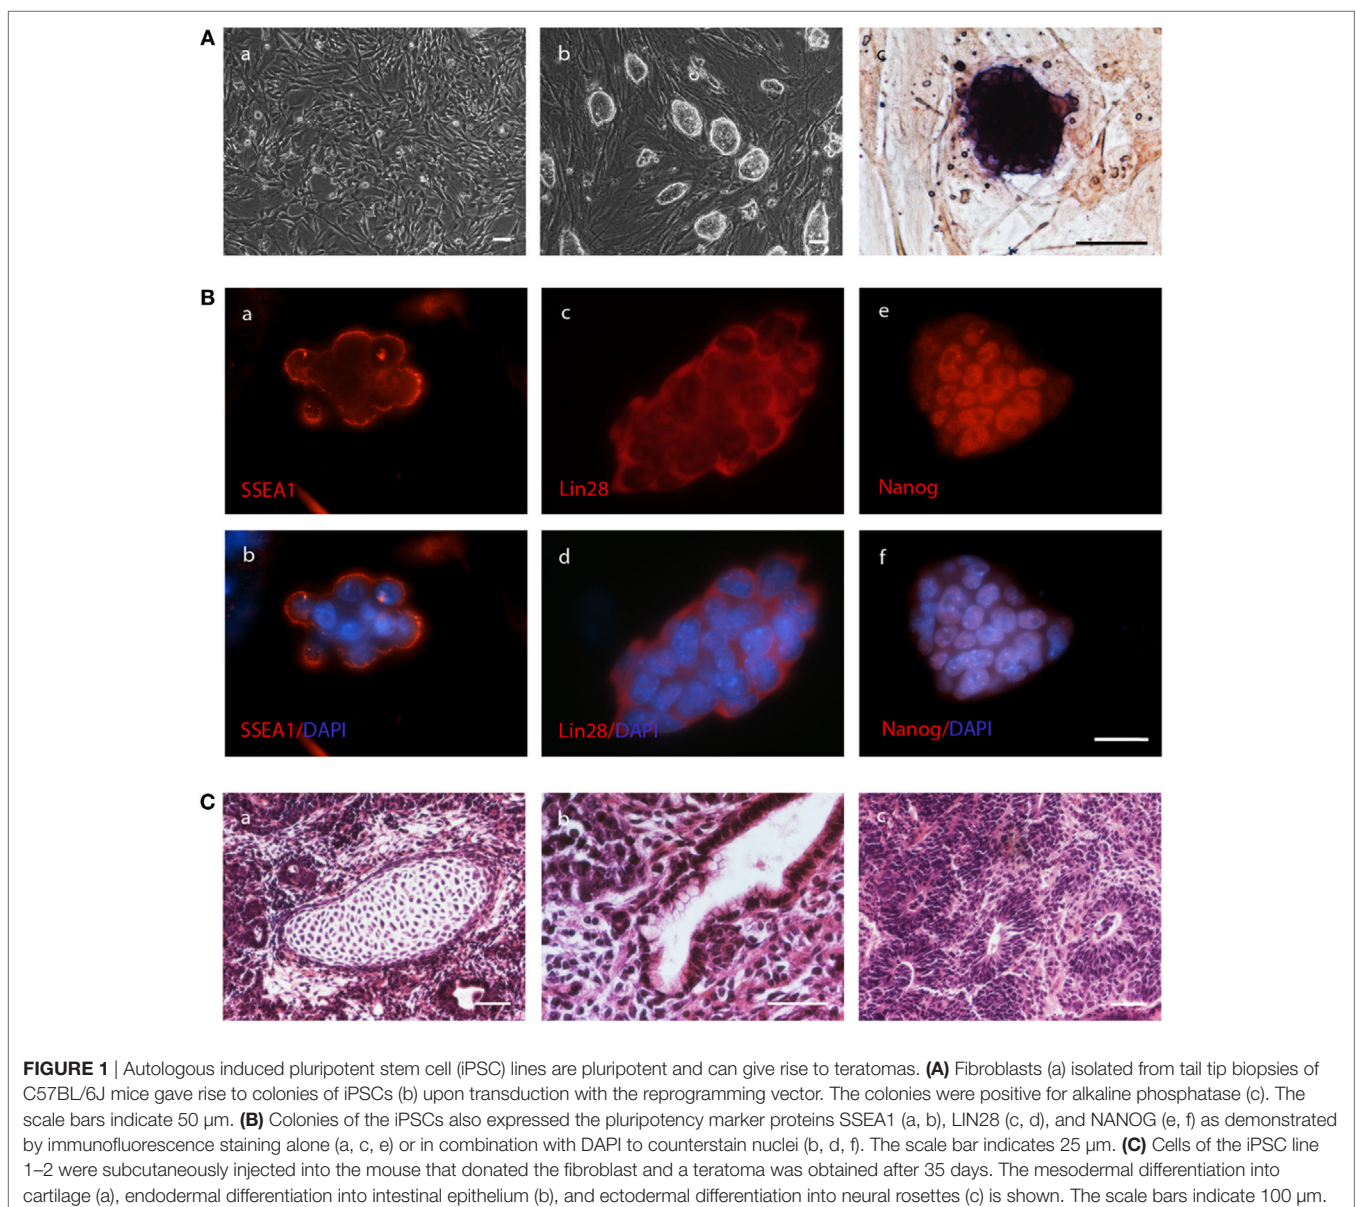 A
a
b
c
B
a
c
e
SSEA1
Lin28
Nanog
b
d
f
SSEA1/DAPI
Lin28/DAPI
Nanog/DAPI
C
a
b
c
FIGURE 1 | Autologous induced pluripotent stem cell (iPSC) lines are pluripotent and can give rise to teratomas. (A) Fibroblasts (a) isolated from tail tip biopsies of
C57BL/6J mice gave rise to colonies of iPSCs (b) upon transduction with the reprogramming vector. The colonies were positive for alkaline phosphatase (c). The
scale bars indicate 50 µm. (B) Colonies of the iPSCs also expressed the pluripotency marker proteins SSEA1 (a, b), LIN28 (c, d), and NANOG (e, f) as demonstrated
by immunofluorescence staining alone (a, c, e) or in combination with DAPI to counterstain nuclei (b, d, f). The scale bar indicates 25 µm. (C) Cells of the iPSC line
1–2 were subcutaneously injected into the mouse that donated the fibroblast and a teratoma was obtained after 35 days. The mesodermal differentiation into
cartilage (a), endodermal differentiation into intestinal epithelium (b), and ectodermal differentiation into neural rosettes (c) is shown. The scale bars indicate 100 µm.